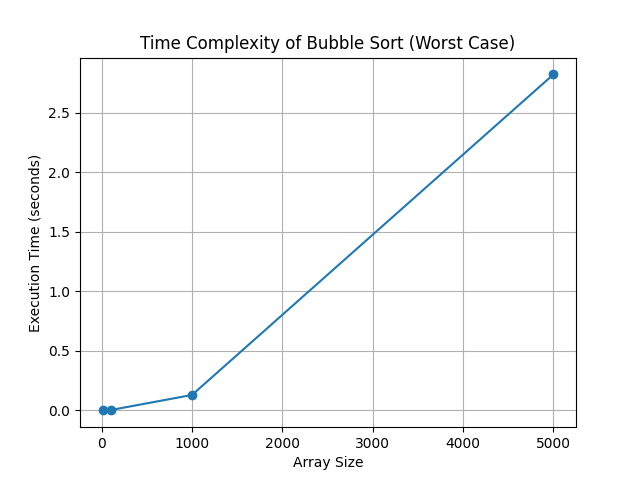 Time Complexity of Bubble Sort (Worst Case)
Execution Time (seconds)
2.5
2.0
1.5
1.0
0.5
0.0
0 1000 2000 3000 4000 5000
Array Size